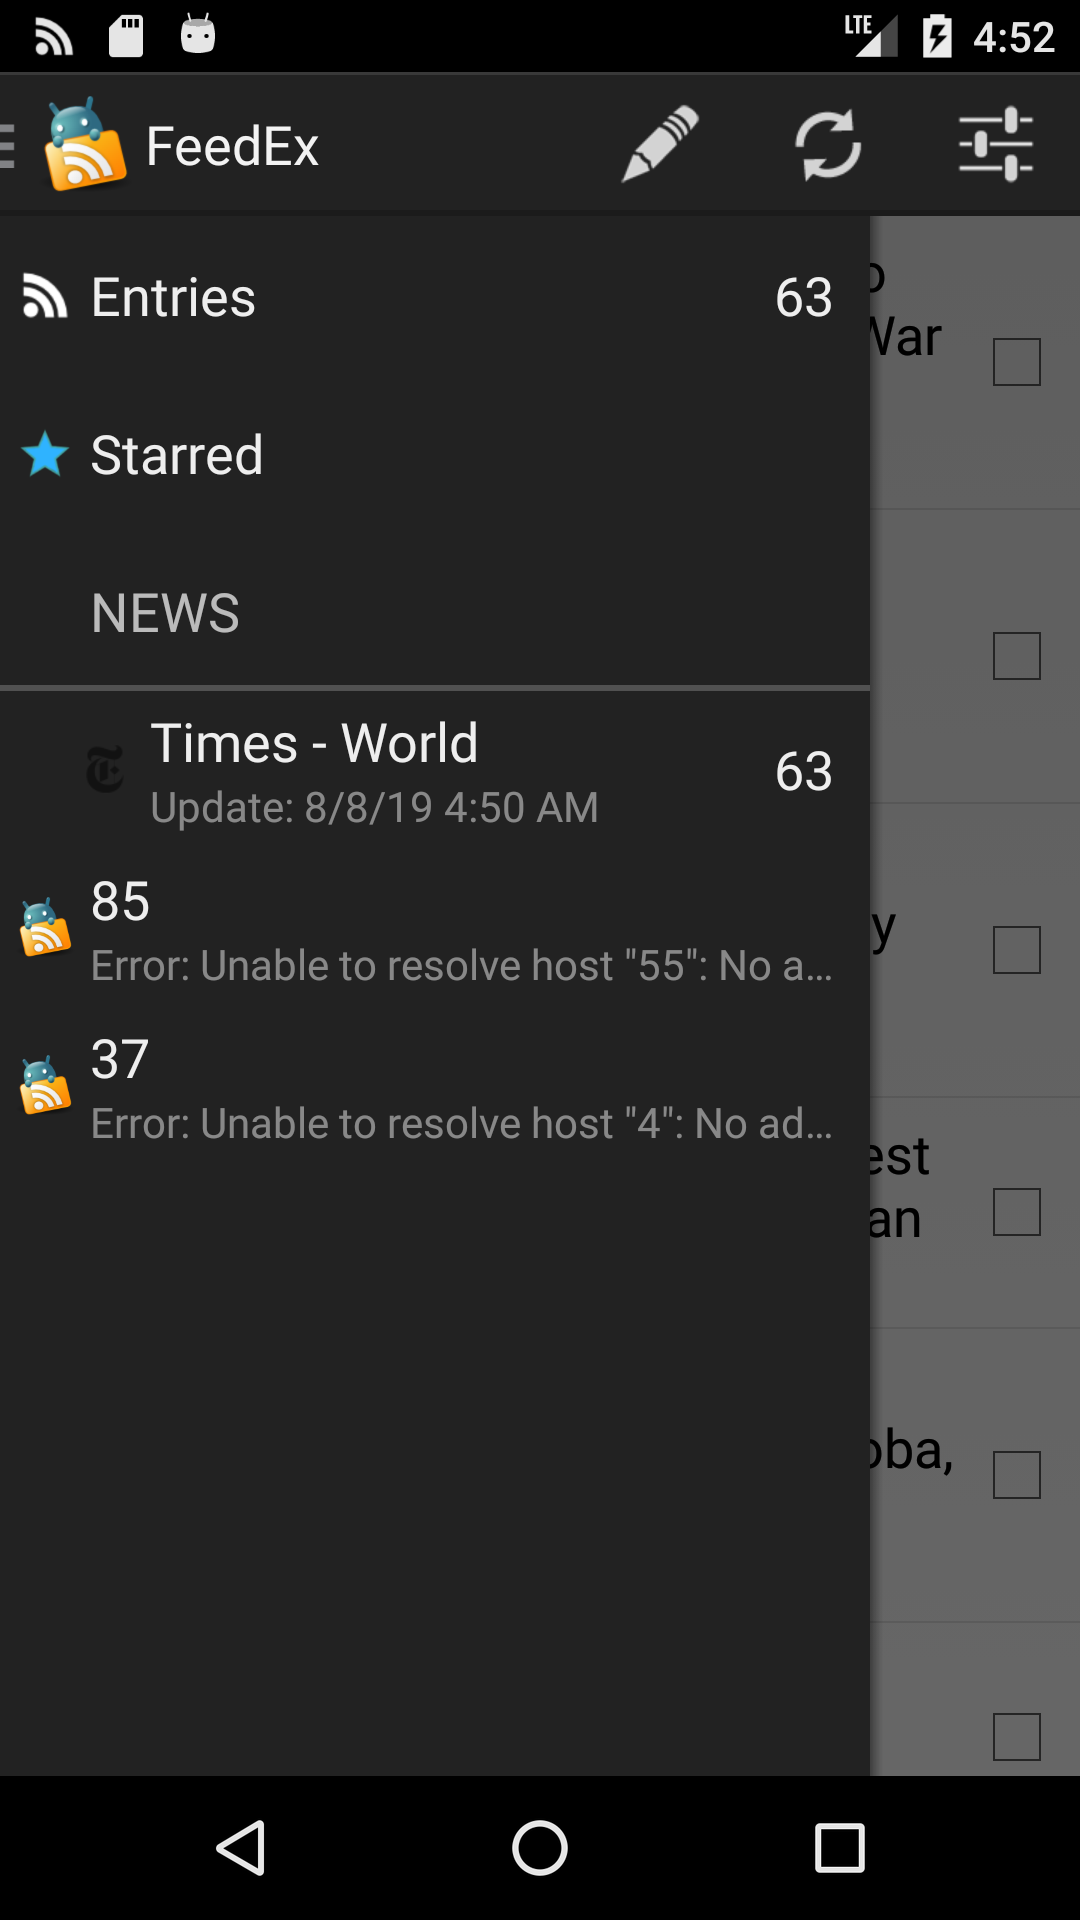 LTE 4:52
FeedEx
Entries 63
Starred
War
NEWS
Times - World 63
Update: 8/8/19 4:50 AM
85
Error: Unable to resolve host "55": No a...
y
37
Error: Unable to resolve host "4": No ad...
est
an
oba,